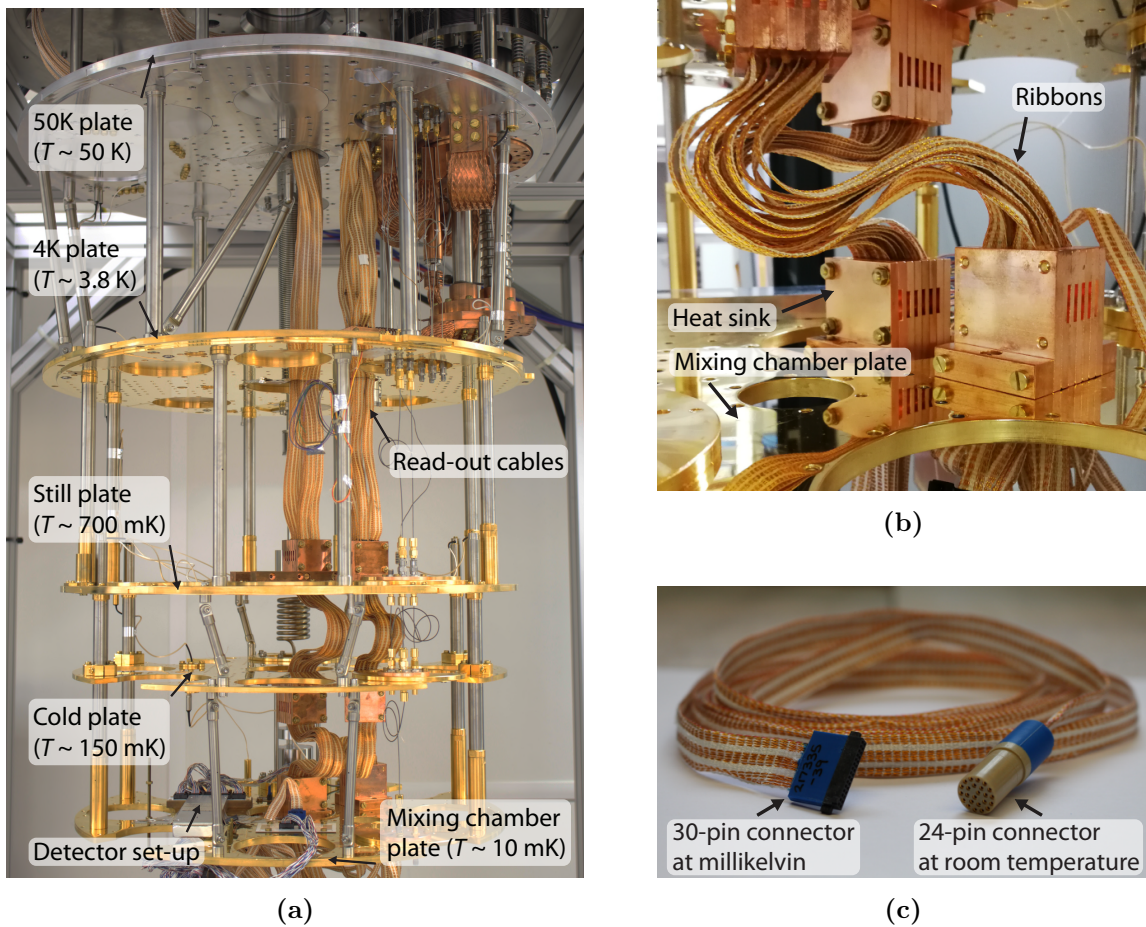 50K plate
(T ~ 50 K)
4K plate
(T ~ 3.8 K)
Read-out cables
Still plate
(T ~ 700 mK)
Cold plate
(T ~ 150 mK)
Detector set-up
Mixing chamber
plate (T ~ 10 mK)
(a)
Ribbons
Heat sink
Mixing chamber plate
(b)
217335
-39
30-pin connector
at millikelvin
24-pin connector
at room temperature
(c)